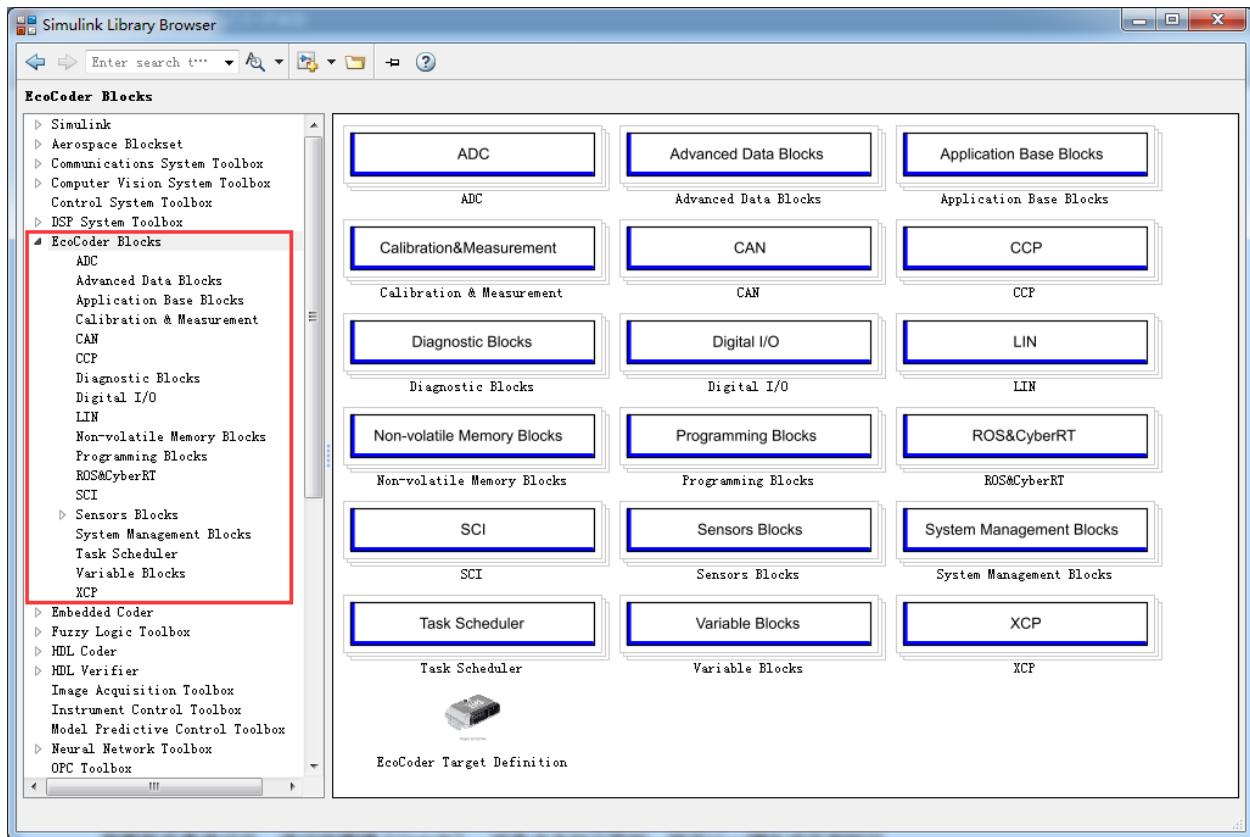 Simulink Library Browser
Enter search t···
EcoCoder Blocks
Simulink
Aerospace Blockset
Communications System Toolbox
Computer Vision System Toolbox
Control System Toolbox
DSP System Toolbox
EcoCoder Blocks
ADC
Advanced Data Blocks
Application Base Blocks
Calibration & Measurement
CAN
CCP
Diagnostic Blocks
Digital I/O
LIN
Non-volatile Memory Blocks
Programming Blocks
ROS&CyberRT
SCI
Sensors Blocks
System Management Blocks
Task Scheduler
Variable Blocks
XCP
Embedded Coder
Fuzzy Logic Toolbox
HDL Coder
HDL Verifier
Image Acquisition Toolbox
Instrument Control Toolbox
Model Predictive Control Toolbox
Neural Network Toolbox
OPC Toolbox
ADC Advanced Data Blocks Application Base Blocks
ADC Advanced Data Blocks Application Base Blocks
Calibration&Measurement CAN CCP
Calibration & Measurement CAN CCP
Diagnostic Blocks Digital I/O LIN
Diagnostic Blocks Digital I/O LIN
Non-volatile Memory Blocks Programming Blocks ROS&CyberRT
Non-volatile Memory Blocks Programming Blocks ROS&CyberRT
SCI Sensors Blocks System Management Blocks
SCI Sensors Blocks System Management Blocks
Task Scheduler Variable Blocks XCP
Task Scheduler Variable Blocks XCP
EcoCoder Target Definition